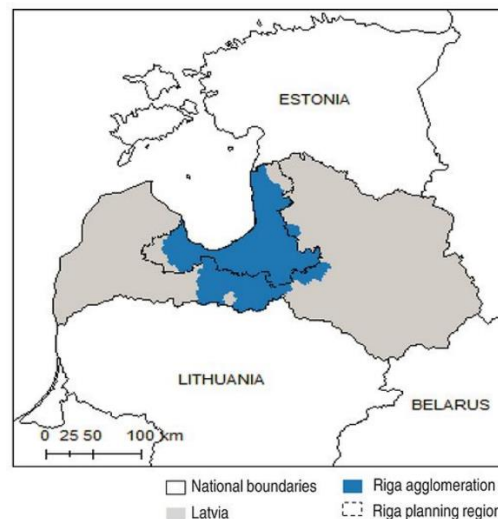 ESTONIA
LITHUANIA
BELARUS
0 25 50 100 km
National boundaries
Riga agglomeration
Latvia
Riga planning region